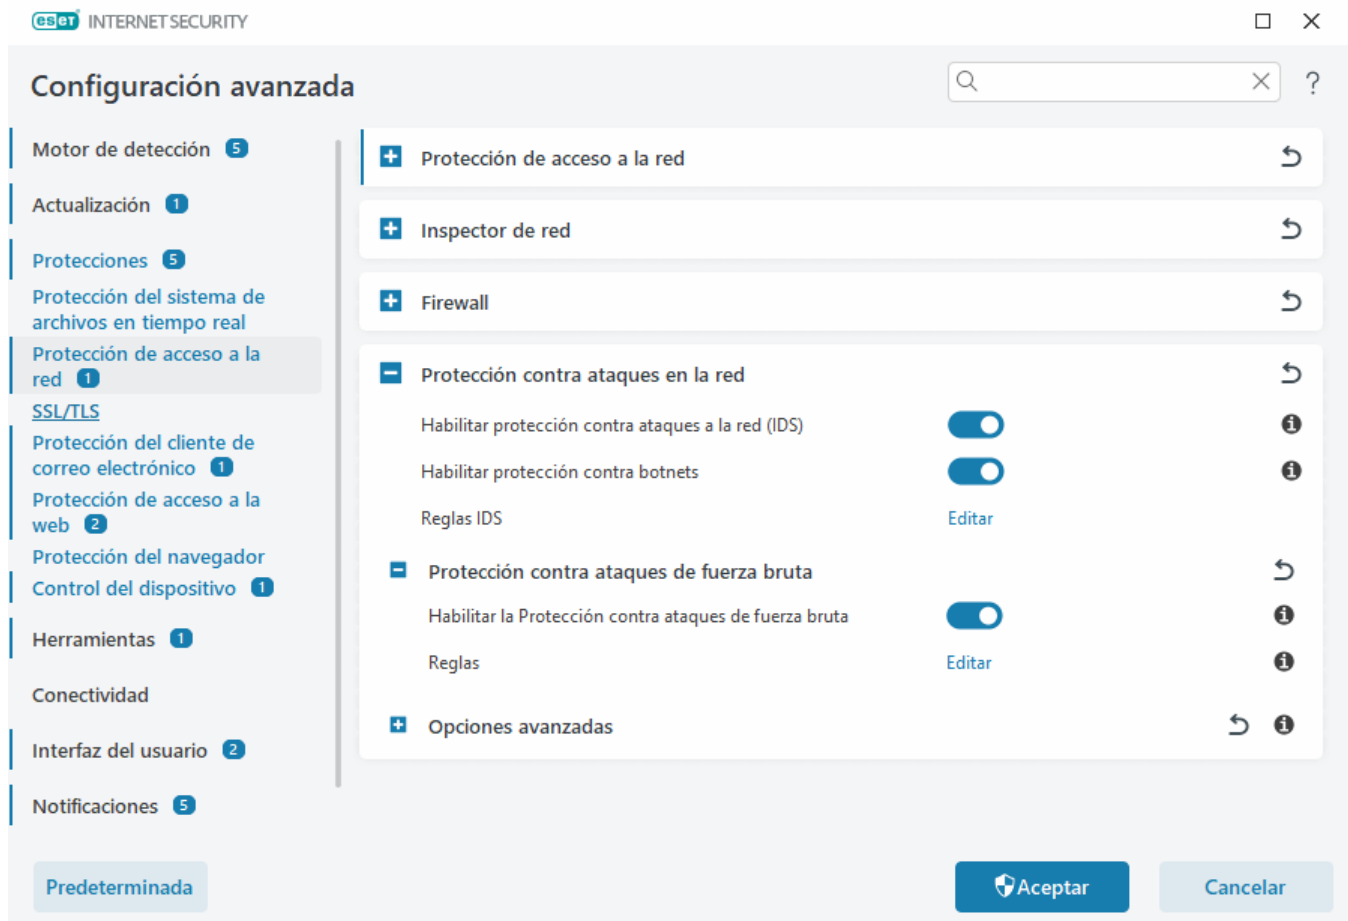 eset INTERNET SECURITY
Configuración avanzada
?
Motor de detección 5
Actualización 1
Protecciones 5
Protección del sistema de
archivos en tiempo real
Protección de acceso a la
red 1
SSL/TLS
Protección del cliente de
correo electrónico 1
Protección de acceso a la
web 2
Protección del navegador
Control del dispositivo 1
Herramientas 1
Conectividad
Interfaz del usuario 2
Notificaciones 5
Protección de acceso a la red
Inspector de red
Firewall
Protección contra ataques en la red
Habilitar protección contra ataques a la red (IDS)
Habilitar protección contra botnets
Reglas IDS Editar
Protección contra ataques de fuerza bruta
Habilitar la Protección contra ataques de fuerza bruta
Reglas Editar
Opciones avanzadas
Predeterminada
Aceptar
Cancelar